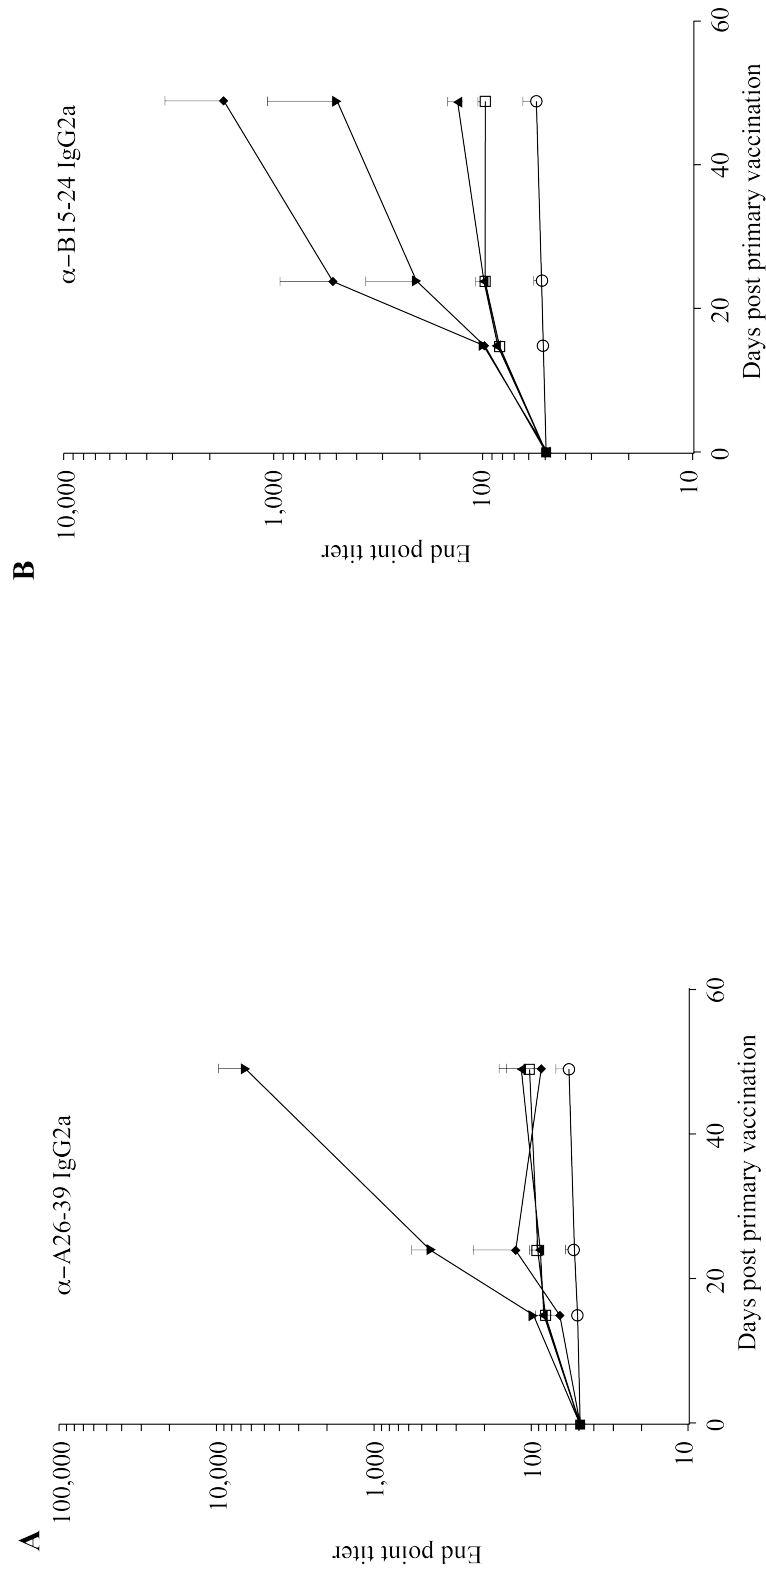 A
α–A26-39 IgG2a
End point titer
100,000
10,000
1,000
100
10
0
20
40
60
Days post primary vaccination
B
α–B15-24 IgG2a
End point titer
10,000
1,000
100
10
0
20
40
60
Days post primary vaccination